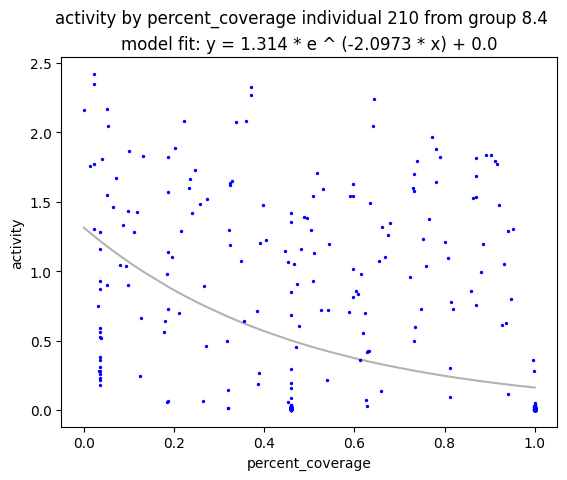 activity by percent_coverage individual 210 from group 8.4
model fit: y = 1.314 * e ^ (-2.0973 * x) + 0.0
2.5
2.0
1.5
1.0
0.5
0.0
activity
0.0 0.2 0.4 0.6 0.8 1.0
percent_coverage